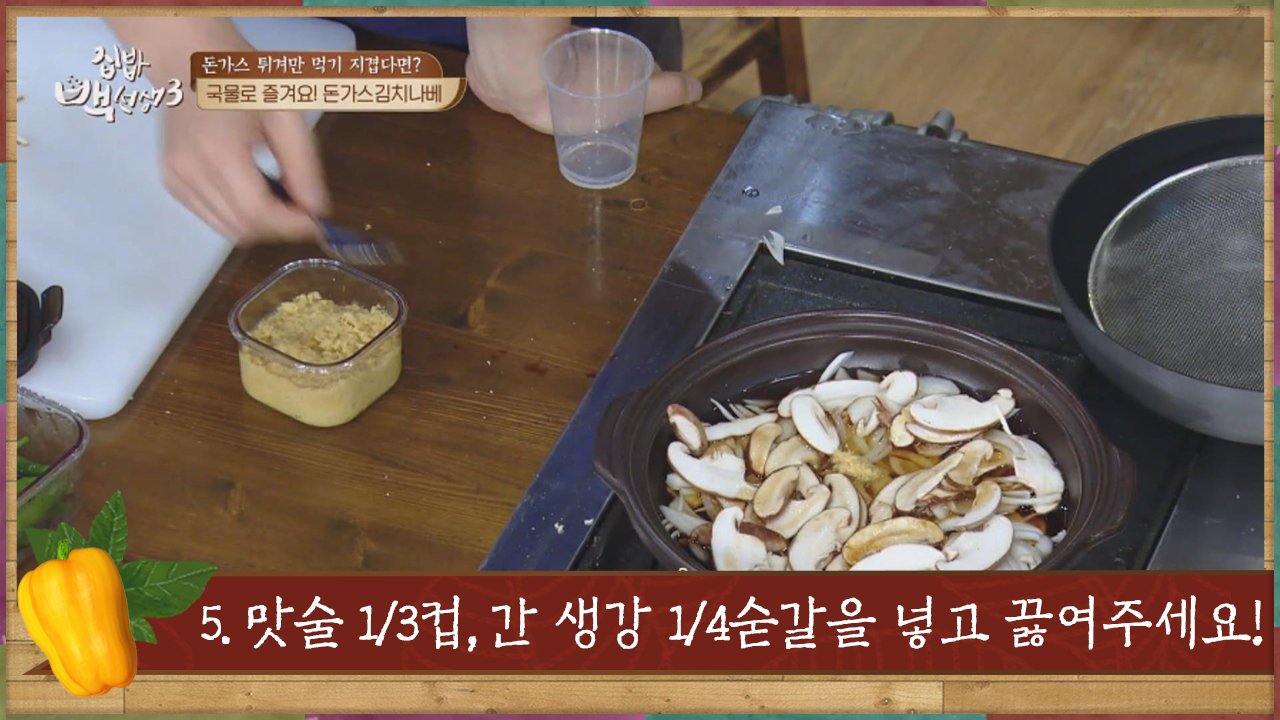 집밥
백선생3
돈가스 튀겨만 먹기 지겹다면?
국물로 즐겨요! 돈가스김치나베
5. 맛술 1/3컵, 간 생강 1/4숟갈을 넣고 끓여주세요!